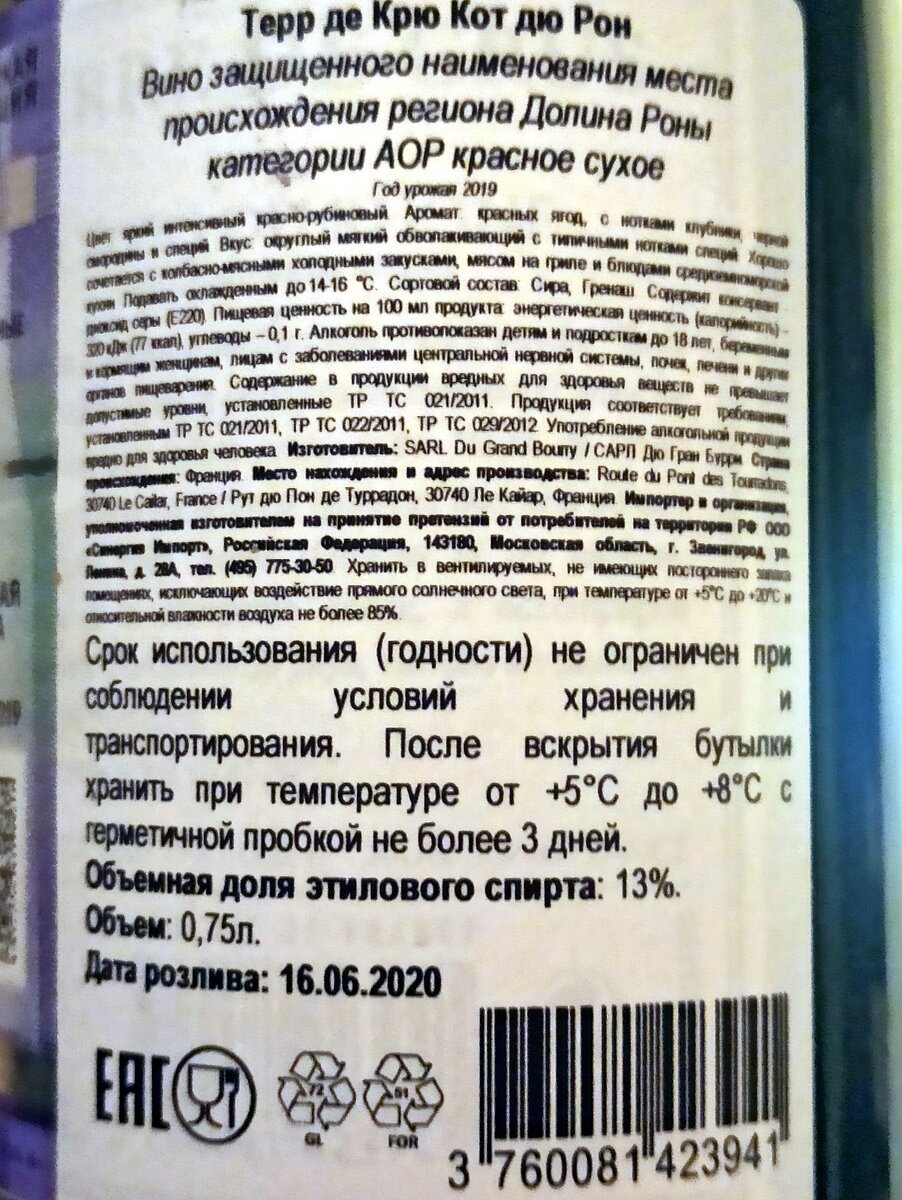 Терр де Крю Кот дю Рон
Вино защищенного наименования места
происхождения региона Долина Роны
категории АОР красное сухое
Год урожая 2019
Цвет яркий интенсивный красно-рубиновый. Аромат: красных ягод, с нотками клубники, черной
смородины и специй. Вкус: округлый мягкий обволакивающий с типичными нотками специй. Хорошо
сочетается с колбасно-мясными холодными закусками, мясом на гриле и блюдами средиземноморской
кухни. Подавать охлажденным до 14-16 °С. Сортовой состав: Сира, Гренаш. Содержит консервант -
диоксид серы (Е220). Пищевая ценность на 100 мл продукта: энергетическая ценность (калорийность) –
320 кДж (77 ккал), углеводы – 0,1 г. Алкоголь противопоказан детям и подросткам до 18 лет, беременным
и кормящим женщинам, лицам с заболеваниями центральной нервной системы, почек, печени и других
органов пищеварения. Содержание в продукции вредных для здоровья веществ не превышает
допустимые уровни, установленные ТР ТС 021/2011. Продукция соответствует требованиям,
установленным ТР ТС 021/2011, ТР ТС 022/2011, ТР ТС 029/2012. Употребление алкогольной продукции
вредно для здоровья человека. Изготовитель: SARL Du Grand Bourry / САРЛ Дю Гран Бурри. Страна
происхождения: Франция. Место нахождения и адрес производства: Route du Pont des Tourradons,
30740 Le Cailar, France / Рут дю Пон де Туррадон, 30740 Ле Кайар, Франция. Импортер и организация,
уполномоченная изготовителем на принятие претензий от потребителей на территории РФ ООО
«Синергия Импорт», Российская Федерация, 143180, Московская область, г. Звенигород, ул.
Ленина, д. 28А, тел. (495) 775-30-50 Хранить в вентилируемых, не имеющих постороннего запаха
помещениях, исключающих воздействие прямого солнечного света, при температуре от +5°С до +20°С и
относительной влажности воздуха не более 85%.
Срок использования (годности) не ограничен при
соблюдении условий хранения и
транспортирования. После вскрытия бутылки
хранить при температуре от +5°С до +8°С с
герметичной пробкой не более 3 дней.
Объемная доля этилового спирта: 13%.
Объем: 0,75л.
Дата розлива: 16.06.2020
EAC
72
GL
51
FOR
3 760081 423941